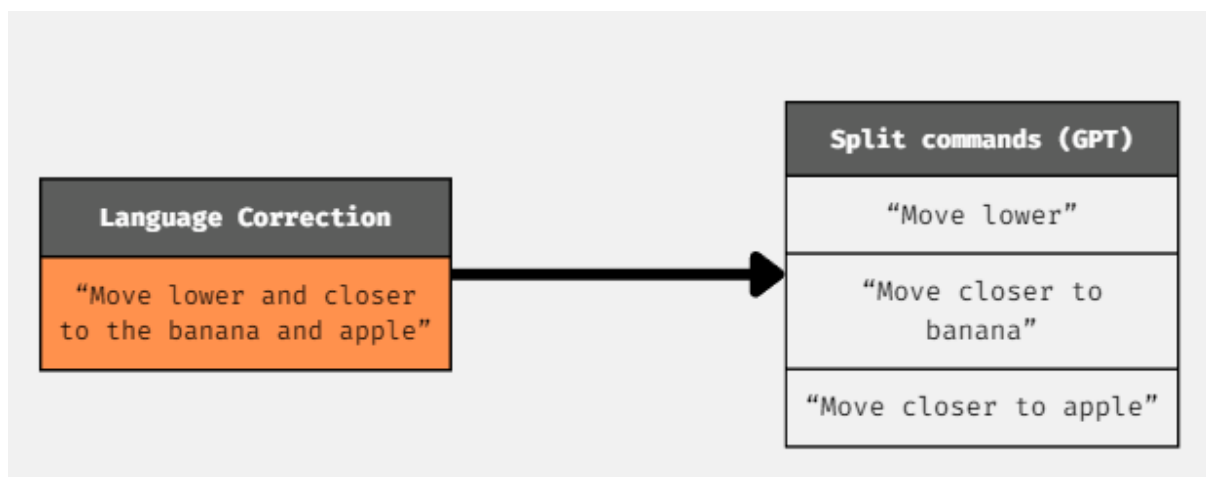 Language Correction
“Move lower and closer
to the banana and apple”
Split commands (GPT)
“Move lower”
“Move closer to
banana”
“Move closer to apple”